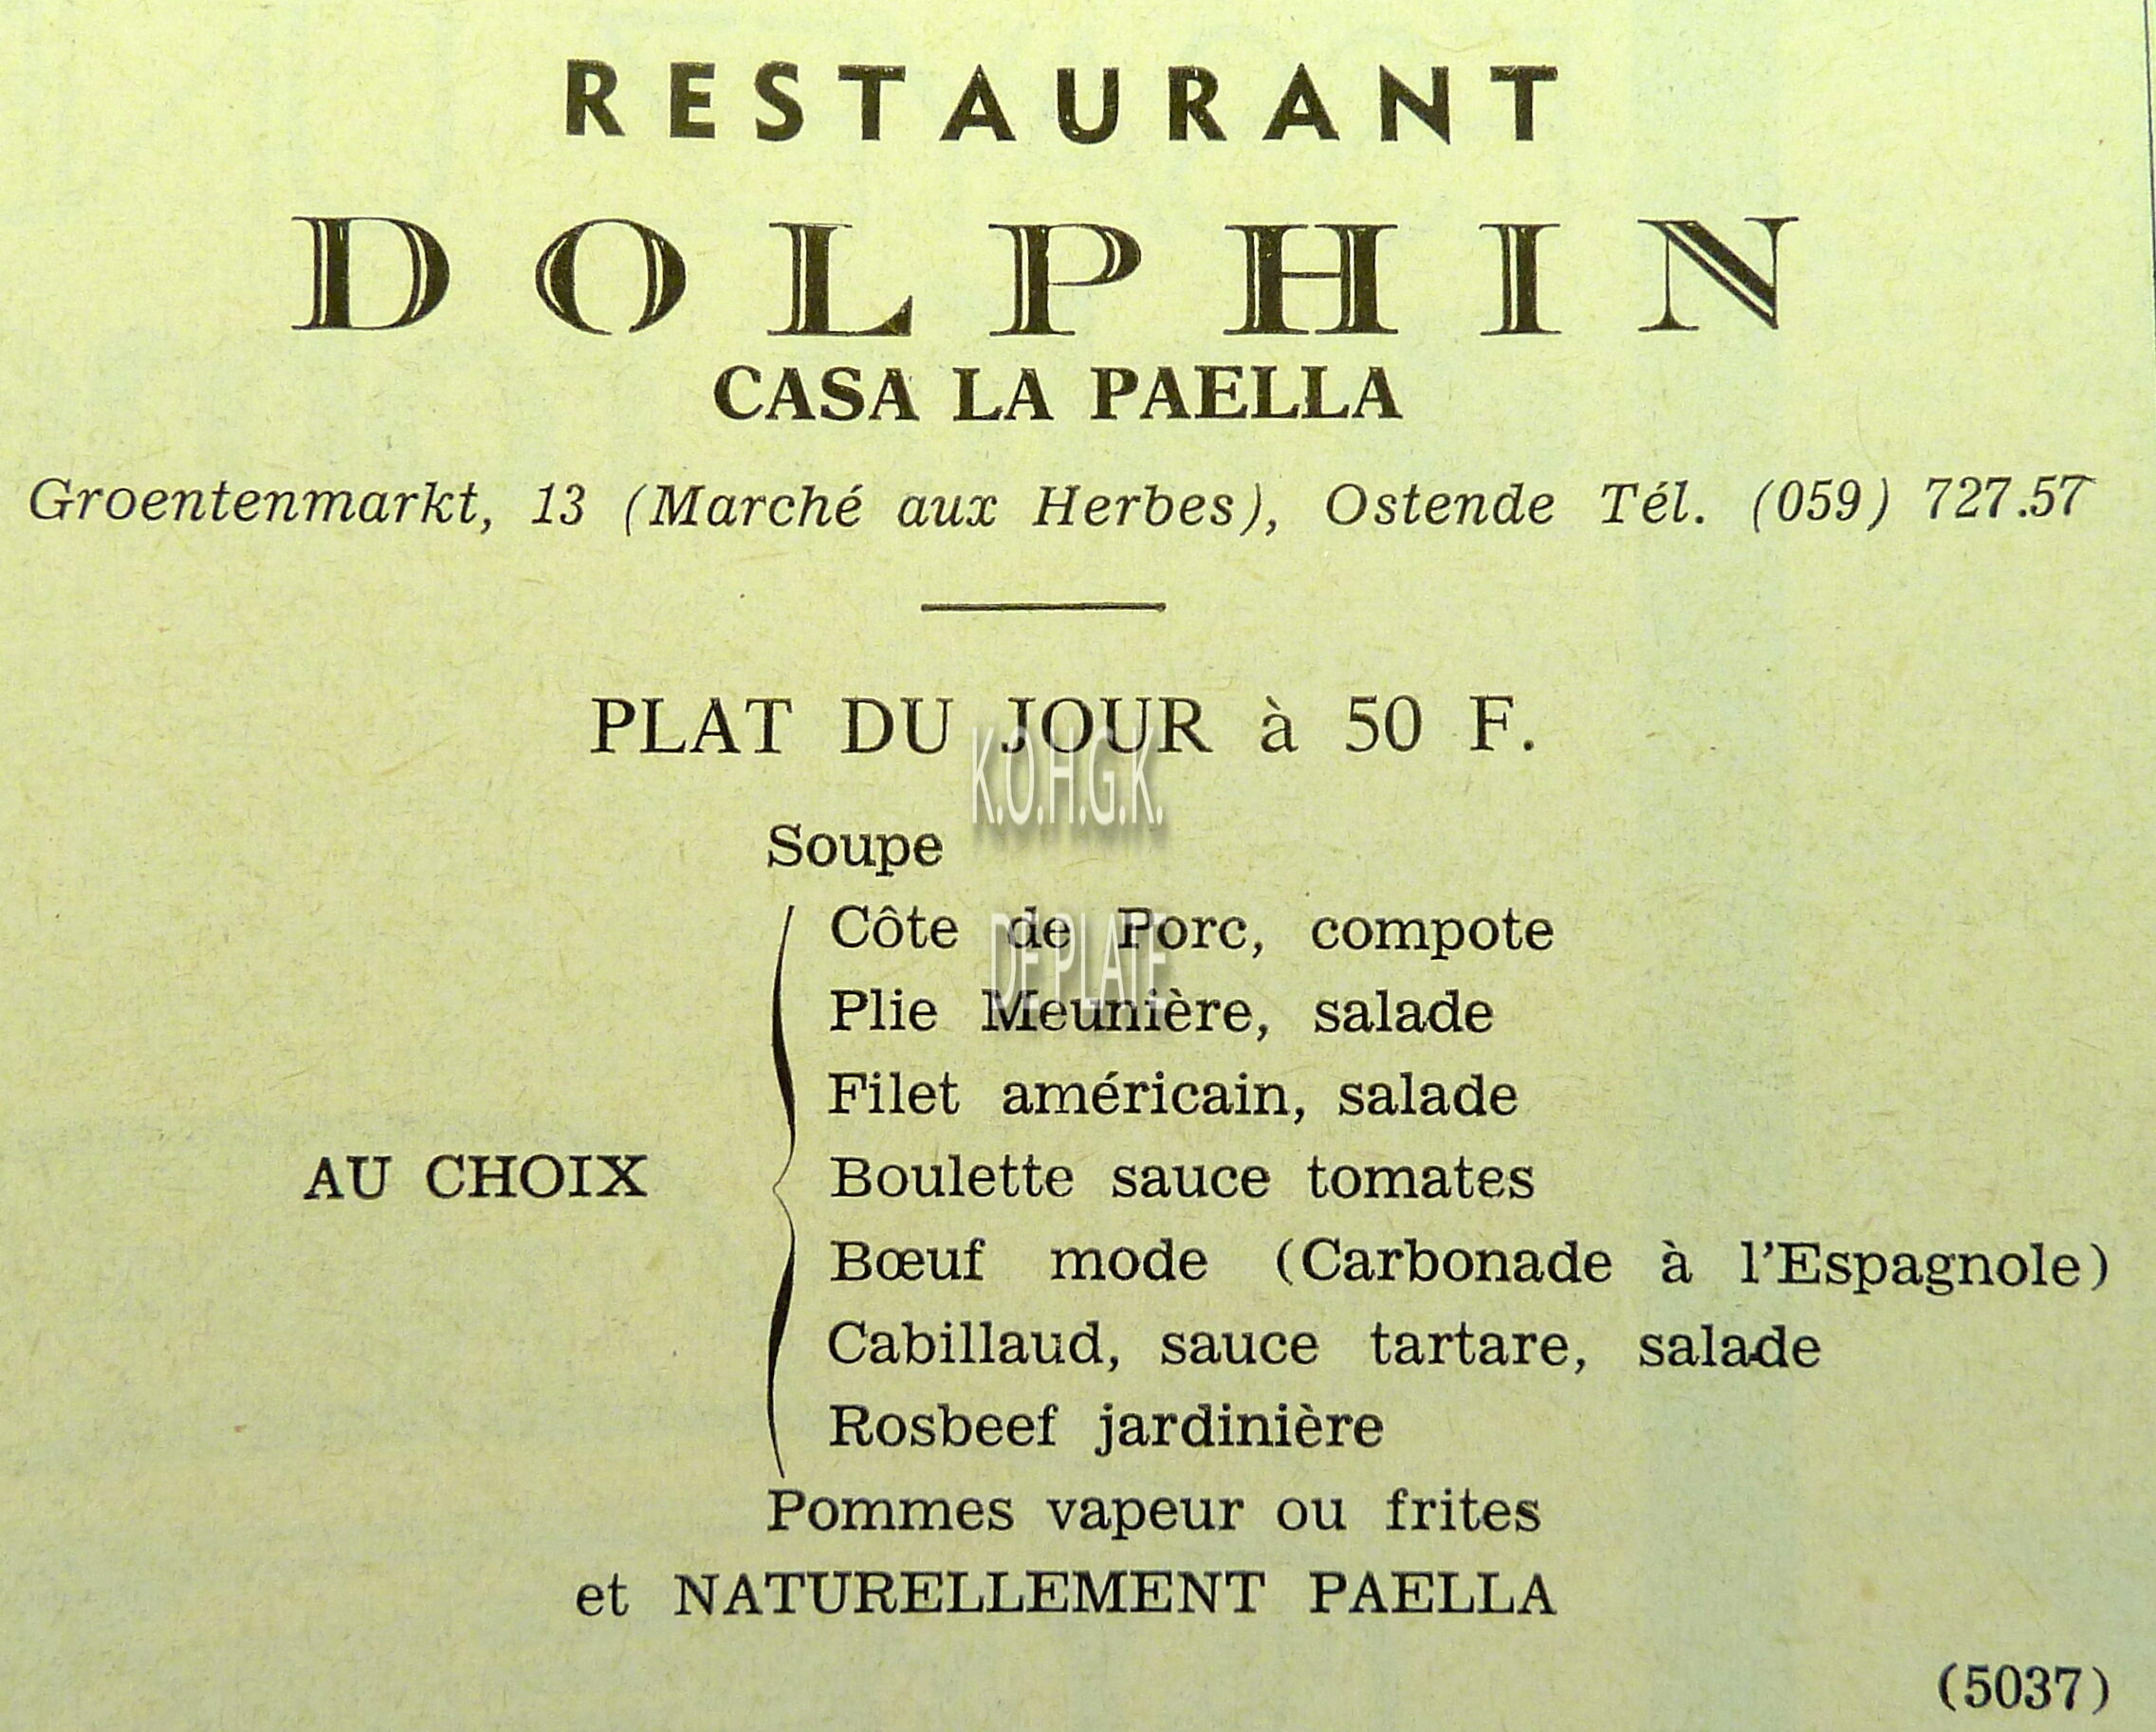 RESTAURANT
DOLPHIN
CASA LA PAELLA
Groentenmarkt, 13 (Marché aux Herbes), Ostende Tél. (059) 727.57
PLAT DU JOUR à 50 F.
K.O.H.G.K.
Soupe
DE PLATE
Côte de Porc, compote
Plie Meunière, salade
Filet américain, salade
AU CHOIX
Boulette sauce tomates
Bœuf mode (Carbonade à l'Espagnole)
Cabillaud, sauce tartare, salade
Rosbeef jardinière
Pommes vapeur ou frites
et NATURELLEMENT PAELLA
(5037)